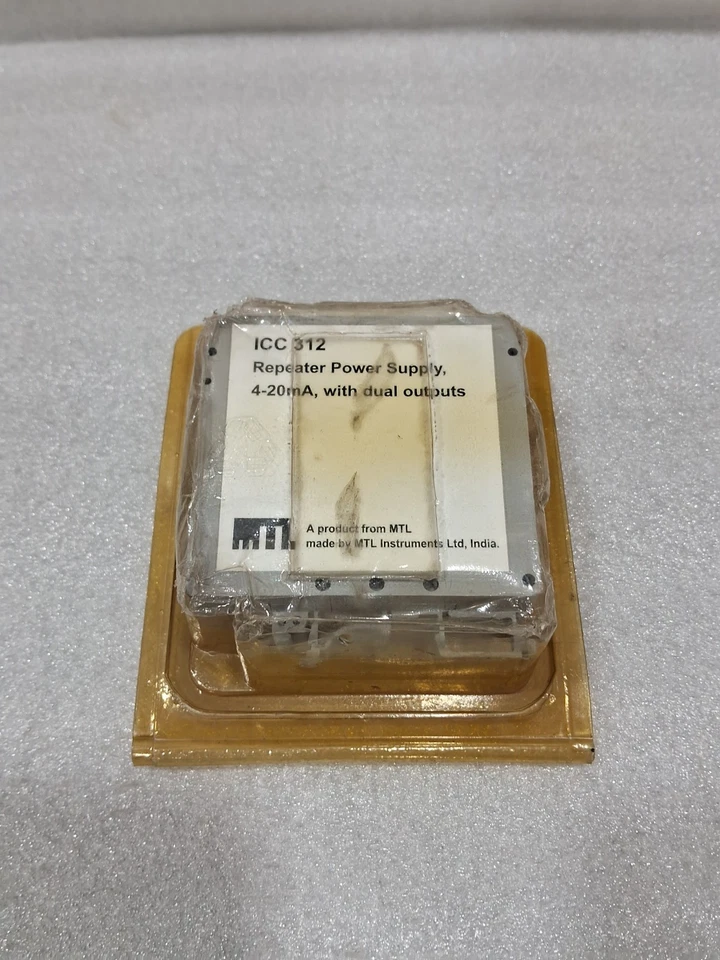 ICC 312
Repeater Power Supply,
4-20mA, with dual outputs
MTL
A product from MTL
made by MTL Instruments Ltd, India.